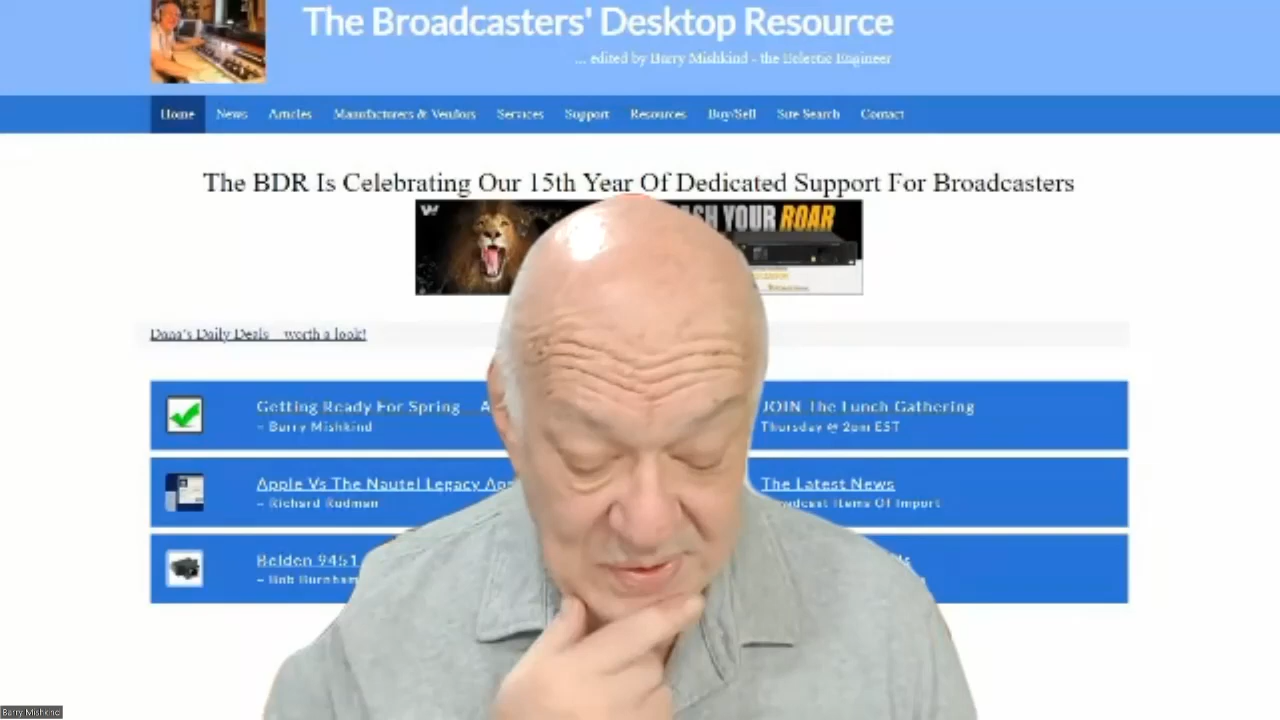 The Broadcasters' Desktop Resource
... edited by Barry Mishkind - the Eclectic Engineer
Home News Articles Manufacturers & Vendors Services Support Resources Buy/Sell Site Search Contact
The BDR Is Celebrating Our 15th Year Of Dedicated Support For Broadcasters
YOUR ROAR
Dana's Daily Deals worth a look!
Getting Ready For Spring
– Barry Mishkind
JOIN The Lunch Gathering
Thursday @ 2pm EST
Apple Vs The Nautel Legacy
– Richard Rudman
The Latest News
Items Of Import
Belden 9451
– Bob Burnham
Barry Mishkind